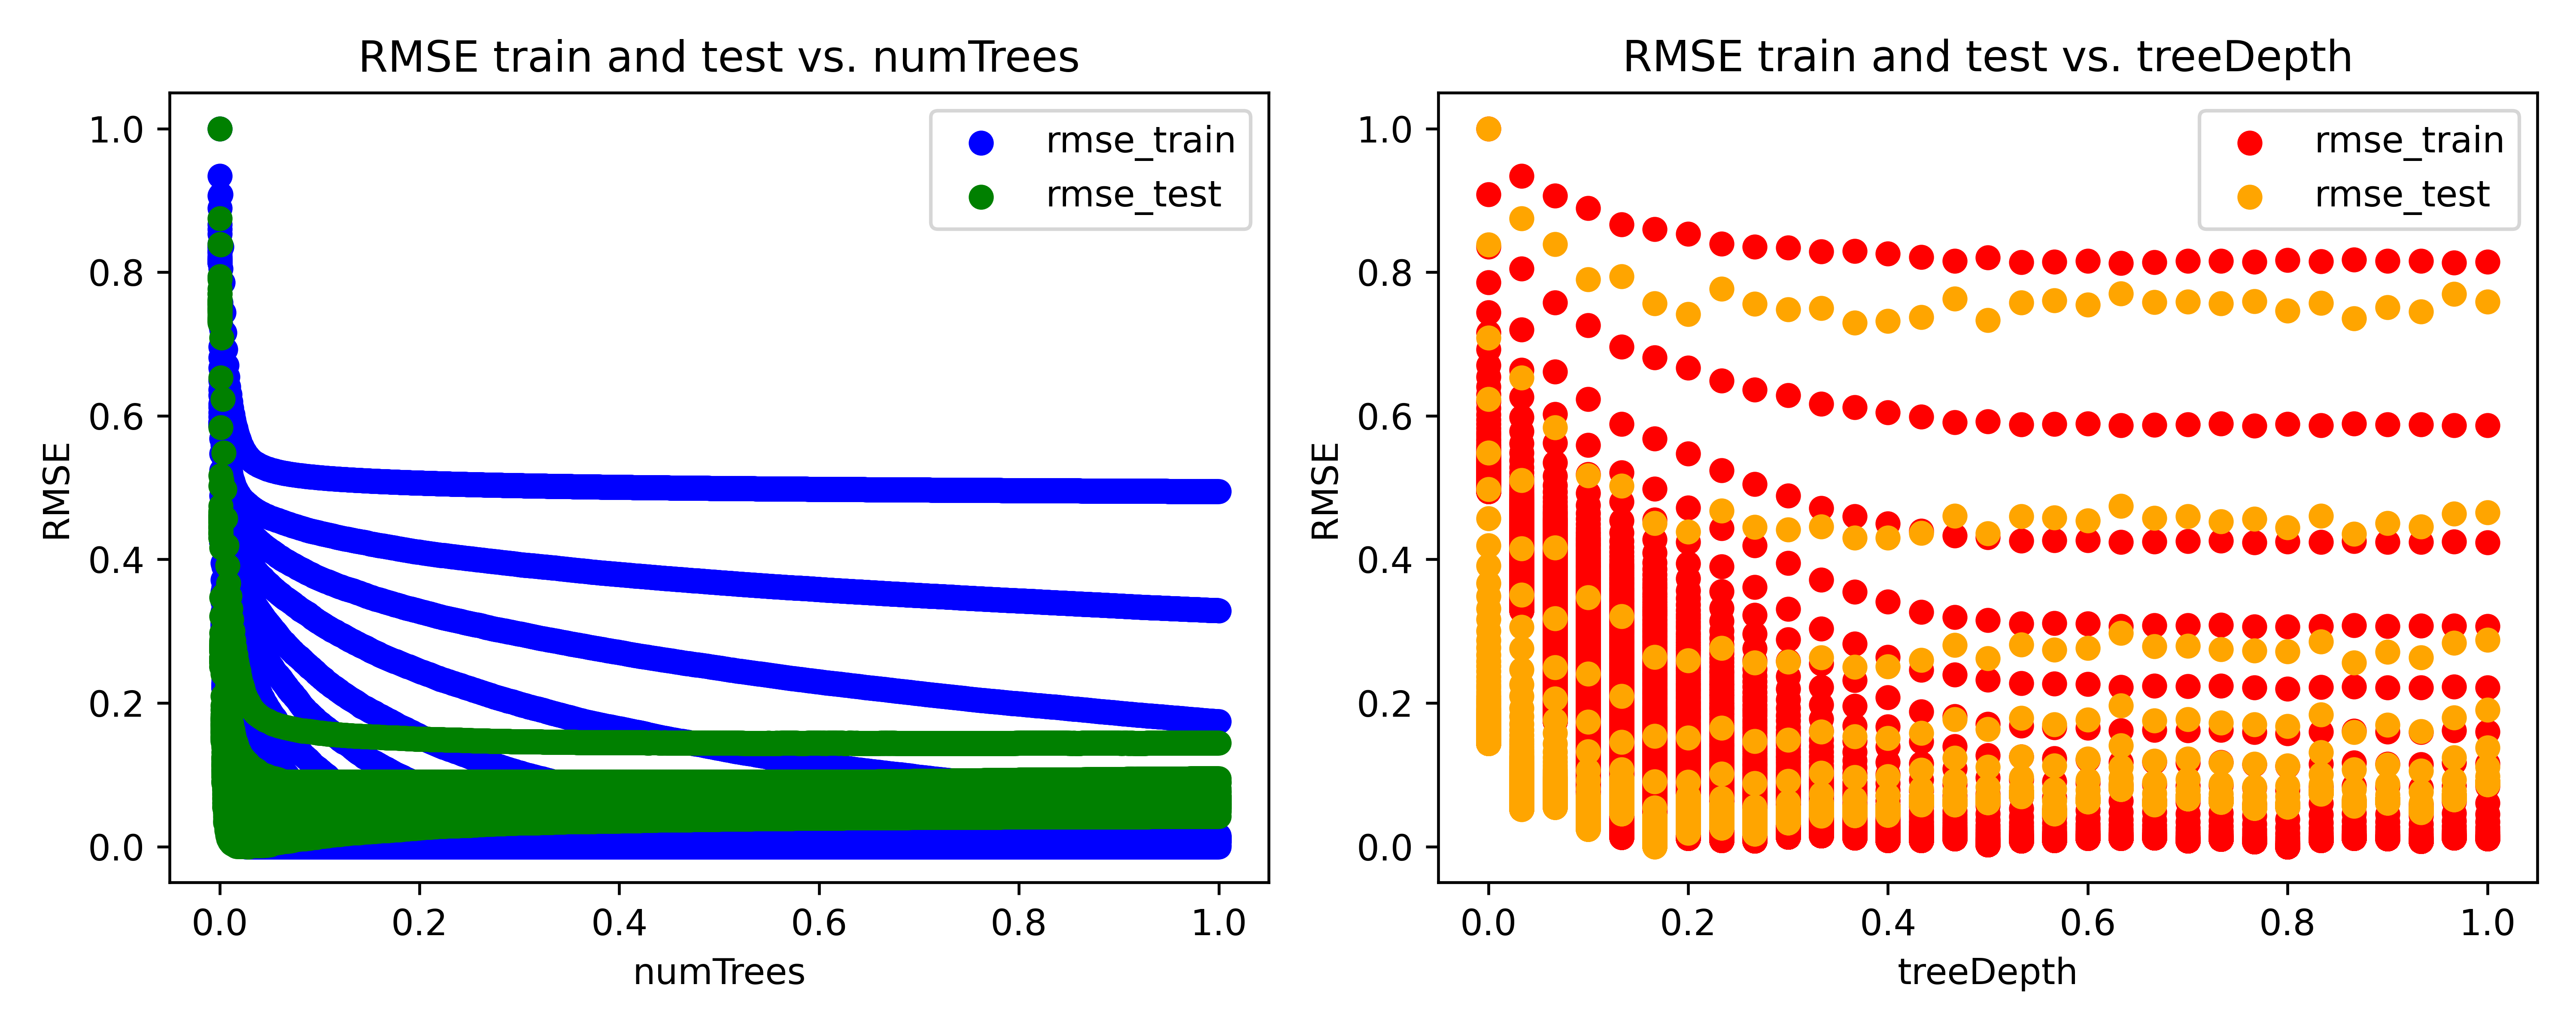 RMSE train and test vs. numTrees
rmse_train
rmse_test
1.0
0.8
0.6
0.4
0.2
0.0
RMSE
0.0 0.2 0.4 0.6 0.8 1.0
numTrees
RMSE train and test vs. treeDepth
rmse_train
rmse_test
1.0
0.8
0.6
0.4
0.2
0.0
RMSE
0.0 0.2 0.4 0.6 0.8 1.0
treeDepth